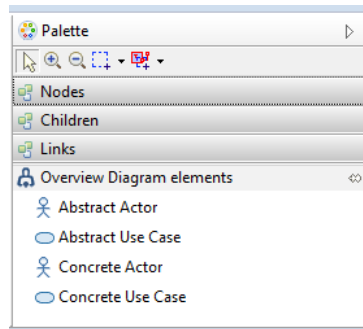 Palette
Nodes
Children
Links
Overview Diagram elements
Abstract Actor
Abstract Use Case
Concrete Actor
Concrete Use Case